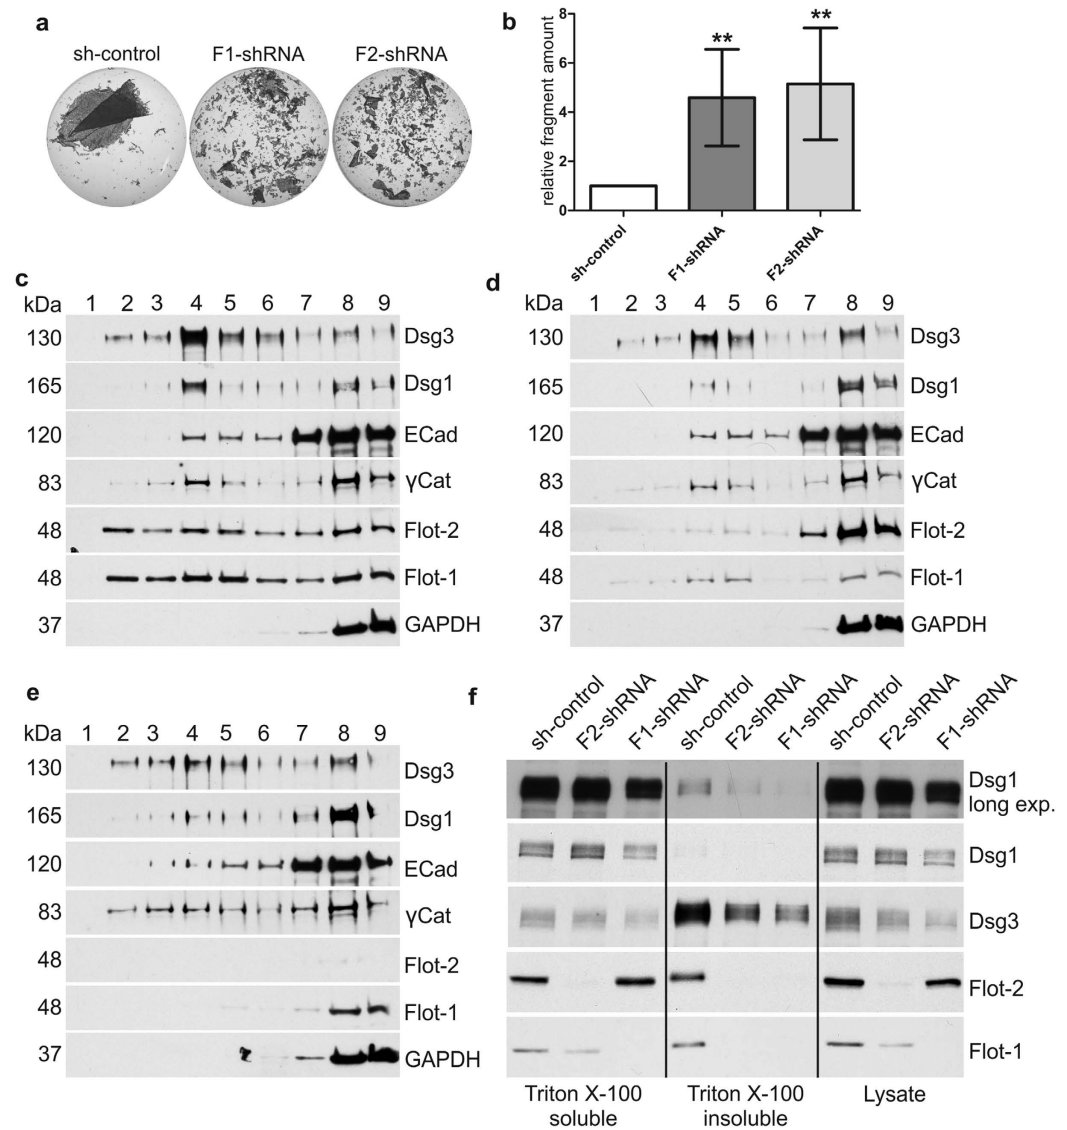 a
sh-control F1-shRNA F2-shRNA
b
relative fragment amount
8
6
4
2
0
** **
sh-control F1-shRNA F2-shRNA
c
kDa 1 2 3 4 5 6 7 8 9
130 Dsg3
165 Dsg1
120 ECad
83 γCat
48 Flot-2
48 Flot-1
37 GAPDH
d
kDa 1 2 3 4 5 6 7 8 9
130 Dsg3
165 Dsg1
120 ECad
83 γCat
48 Flot-2
48 Flot-1
37 GAPDH
e
kDa 1 2 3 4 5 6 7 8 9
130 Dsg3
165 Dsg1
120 ECad
83 γCat
48 Flot-2
48 Flot-1
37 GAPDH
f
sh-control F2-shRNA F1-shRNA sh-control F2-shRNA F1-shRNA sh-control F2-shRNA F1-shRNA
Dsg1
long exp.
Dsg1
Dsg3
Flot-2
Flot-1
Triton X-100 Triton X-100 Lysate
soluble insoluble